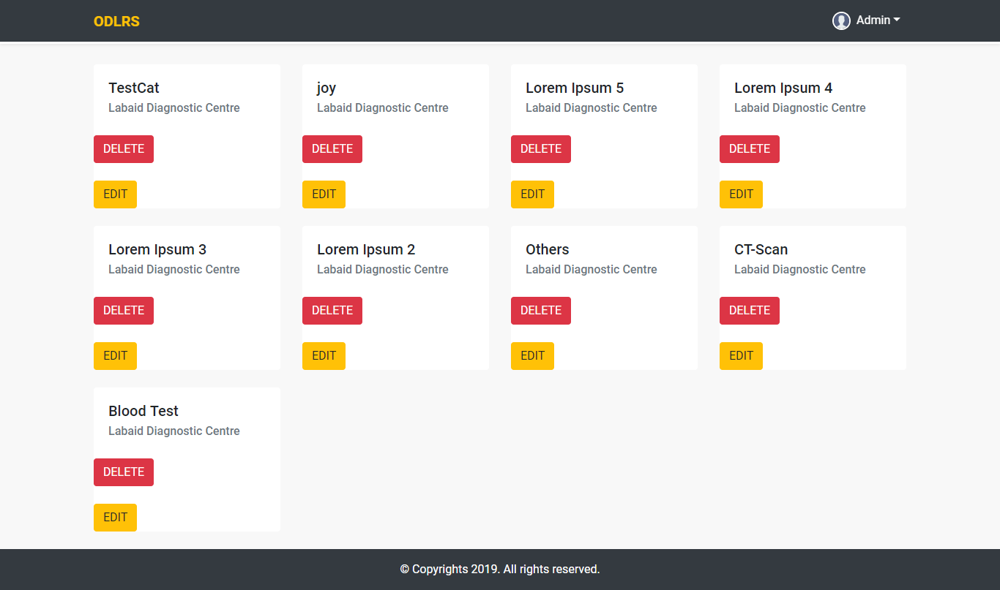 ODLRS
Admin
TestCat
Labaid Diagnostic Centre
DELETE
EDIT
joy
Labaid Diagnostic Centre
DELETE
EDIT
Lorem Ipsum 5
Labaid Diagnostic Centre
DELETE
EDIT
Lorem Ipsum 4
Labaid Diagnostic Centre
DELETE
EDIT
Lorem Ipsum 3
Labaid Diagnostic Centre
DELETE
EDIT
Lorem Ipsum 2
Labaid Diagnostic Centre
DELETE
EDIT
Others
Labaid Diagnostic Centre
DELETE
EDIT
CT-Scan
Labaid Diagnostic Centre
DELETE
EDIT
Blood Test
Labaid Diagnostic Centre
DELETE
EDIT
© Copyrights 2019. All rights reserved.